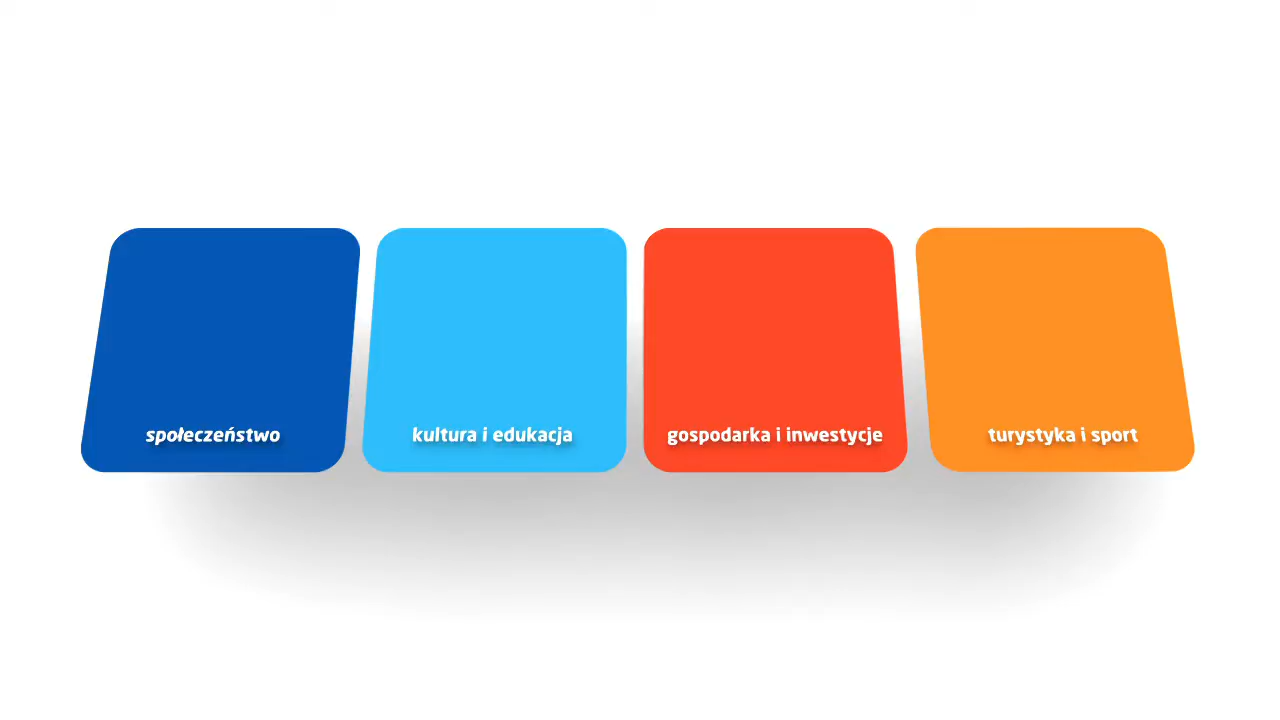 społeczeństwo
kultura i edukacja
gospodarka i inwestycje
turystyka i sport